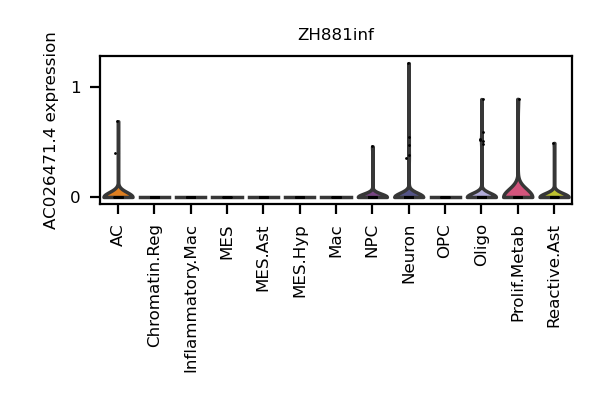 ZH881inf
AC026471.4 expression
1
0
AC
Chromatin.Reg
Inflammatory.Mac
MES
MES.Ast
MES.Hyp
Mac
NPC
Neuron
OPC
Oligo
Prolif.Metab
Reactive.Ast